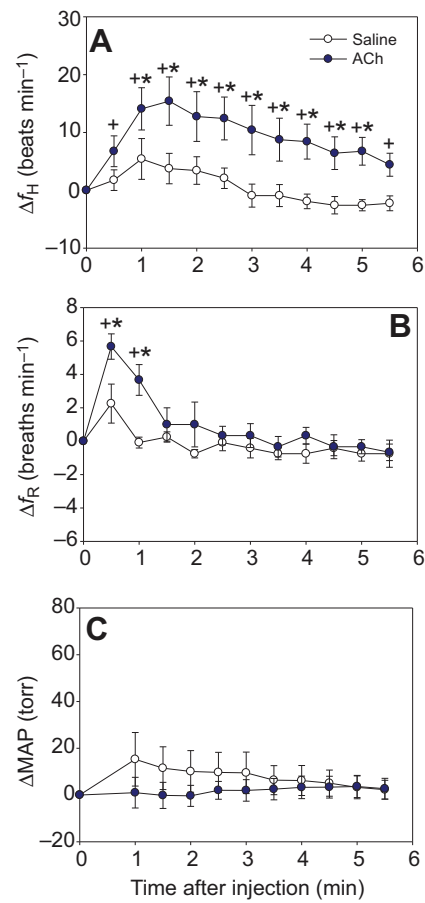 A
Saline
ACh
30
20
10
0
–10
ΔfH (beats min–1)
+ +* +* +* +* +* +* +* +* +* +
0 1 2 3 4 5 6
B
8
6
4
2
0
–2
–4
–6
ΔfR (breaths min–1)
+* +*
0 1 2 3 4 5 6
C
80
60
40
20
0
–20
ΔMAP (torr)
0 1 2 3 4 5 6
Time after injection (min)